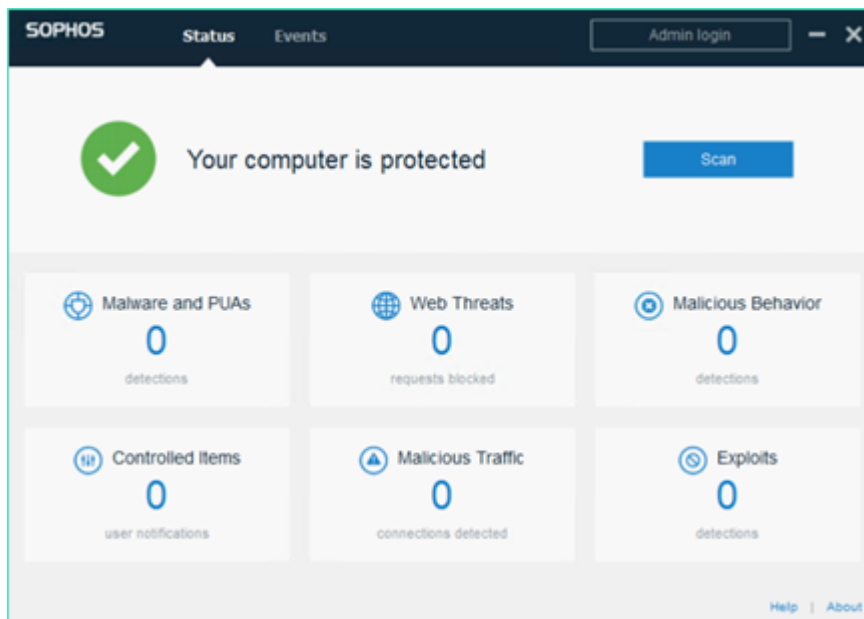 SOPHOS Status Events Admin login
Your computer is protected Scan
Malware and PUAs
0
detections
Web Threats
0
requests blocked
Malicious Behavior
0
detections
Controlled Items
0
user notifications
Malicious Traffic
0
connections detected
Exploits
0
detections
Help | About